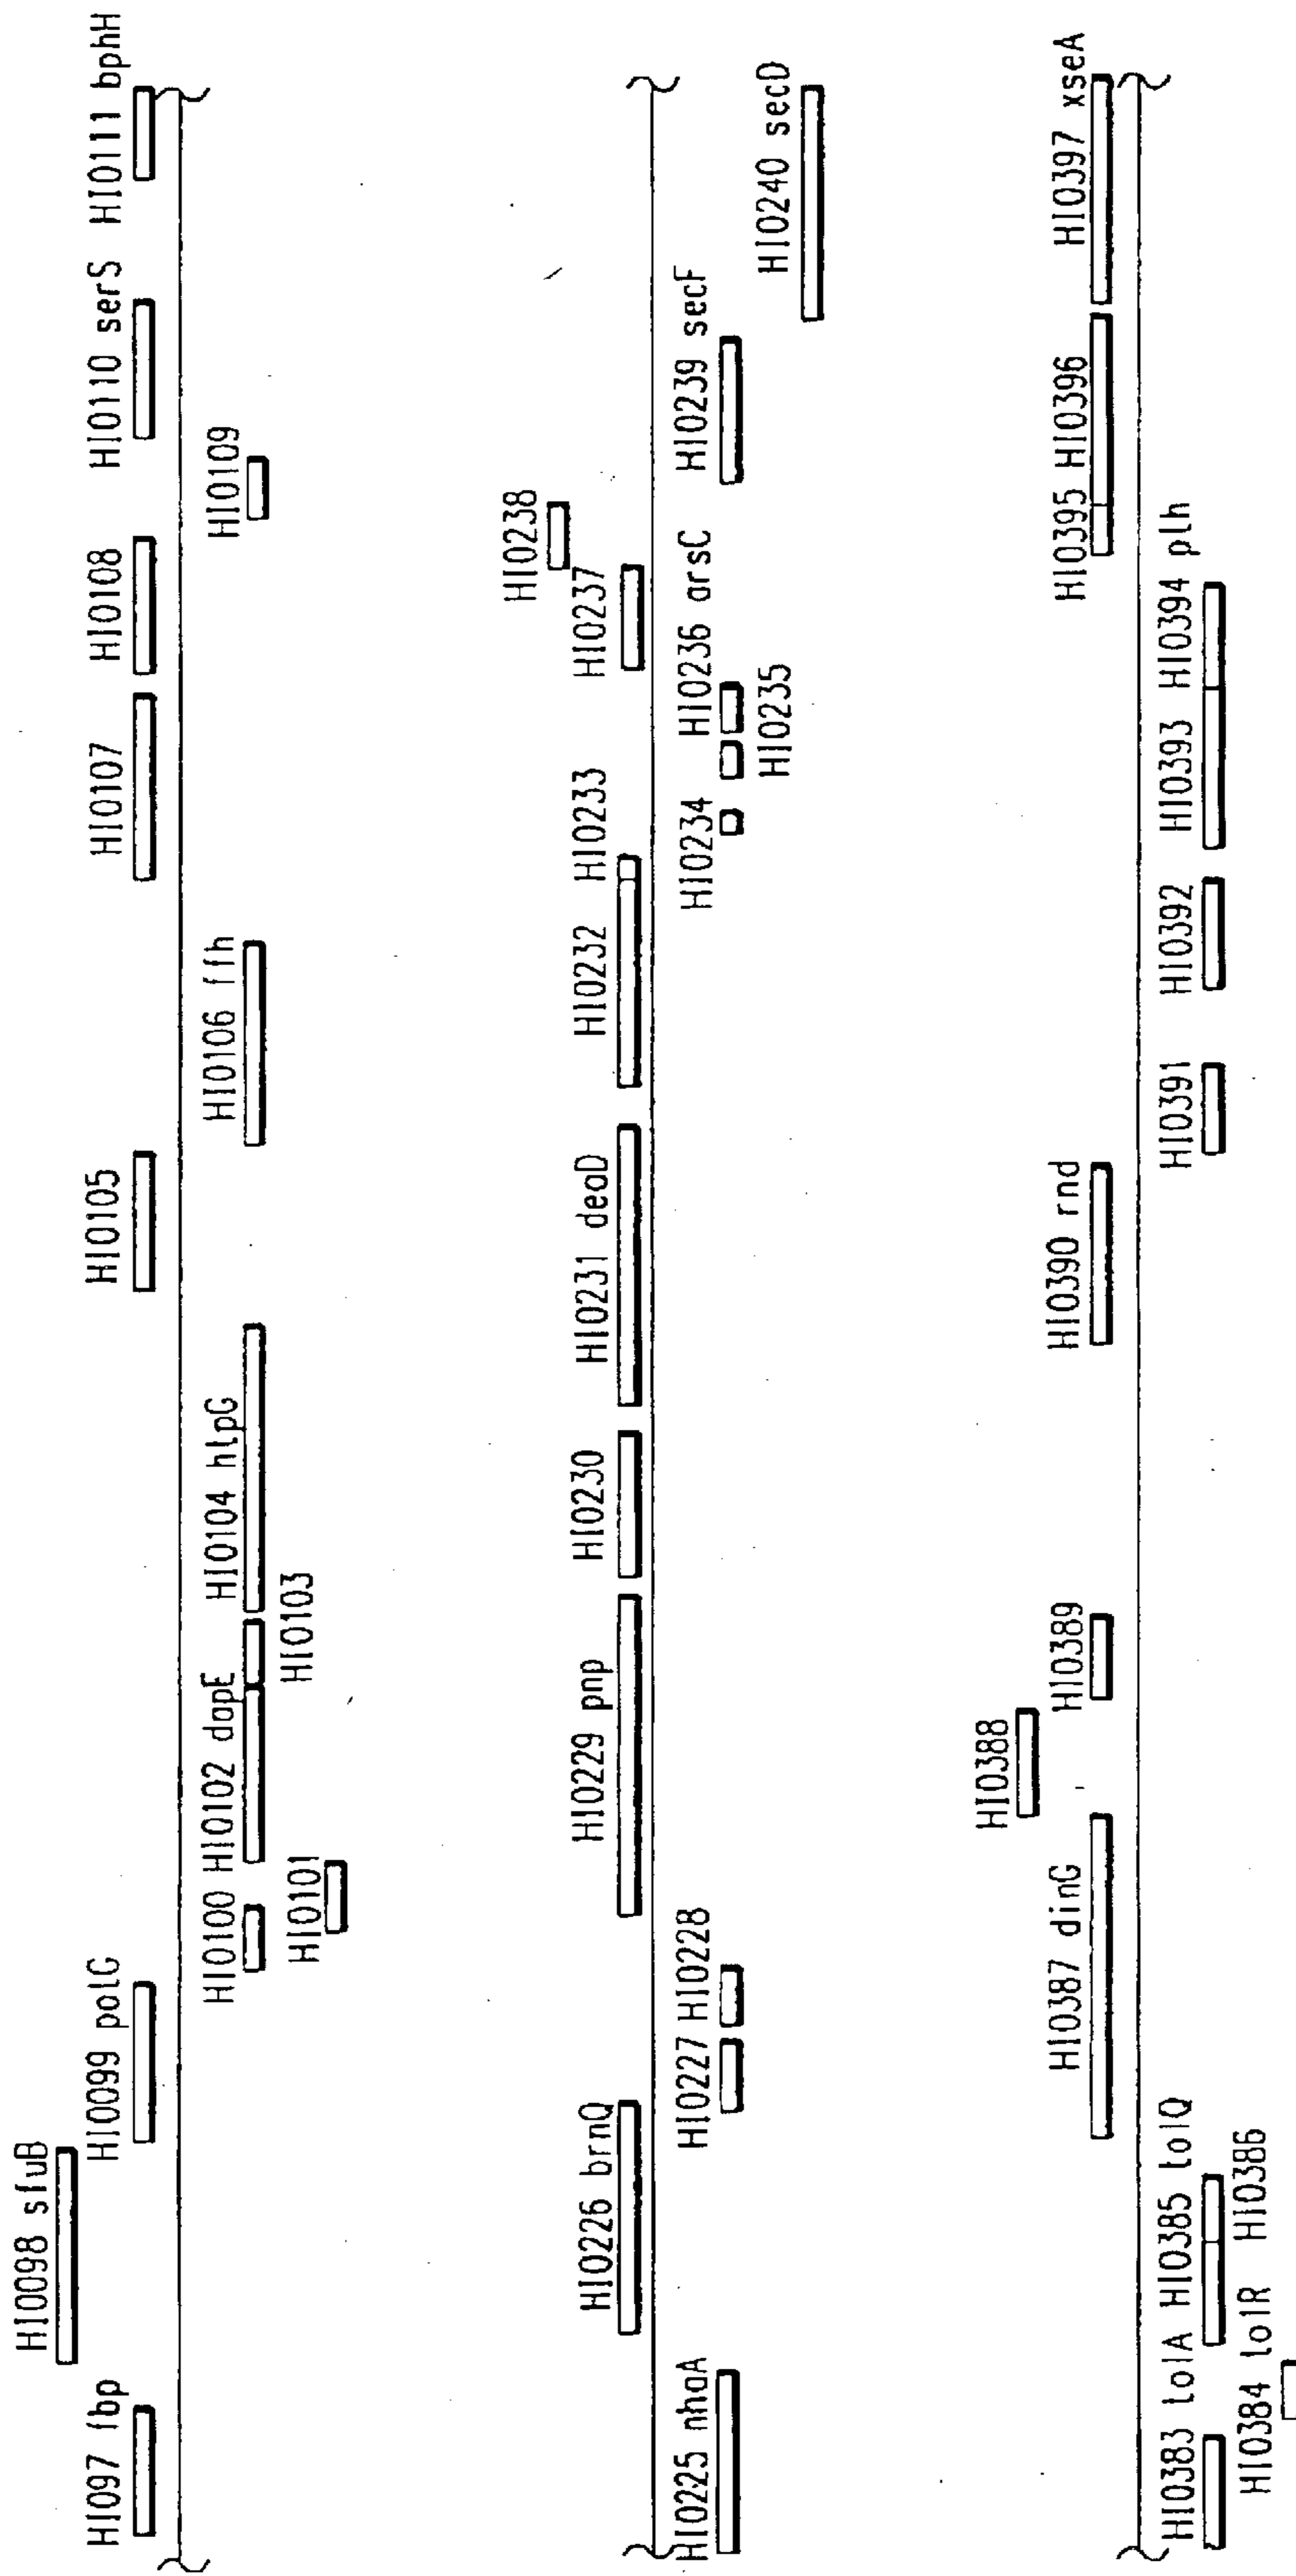 HI0098 sfuB
HI097 fbp
HI0099 polC
HI0105
HI0107
HI0108
HI0110 serS
HI0111 bphH
HI0100
HI0102 dapE
HI0104 htpG
HI0106 ffh
HI0109
HI0101
HI0103
HI0238
HI0226 brnQ
HI0229 pnp
HI0230
HI0231 deaD
HI0232
HI0233
HI0237
HI0225 nhaA
HI0227
HI0228
HI0234
HI0236 arsC
HI0239 secF
HI0235
HI0240 secD
HI0388
HI0387 dinG
HI0389
HI0390 rnd
HI0395
HI0396
HI0397 xseA
HI0383 tolA
HI0385 tolQ
HI0391
HI0392
HI0393
HI0394 pth
HI0384 tolR
HI0386